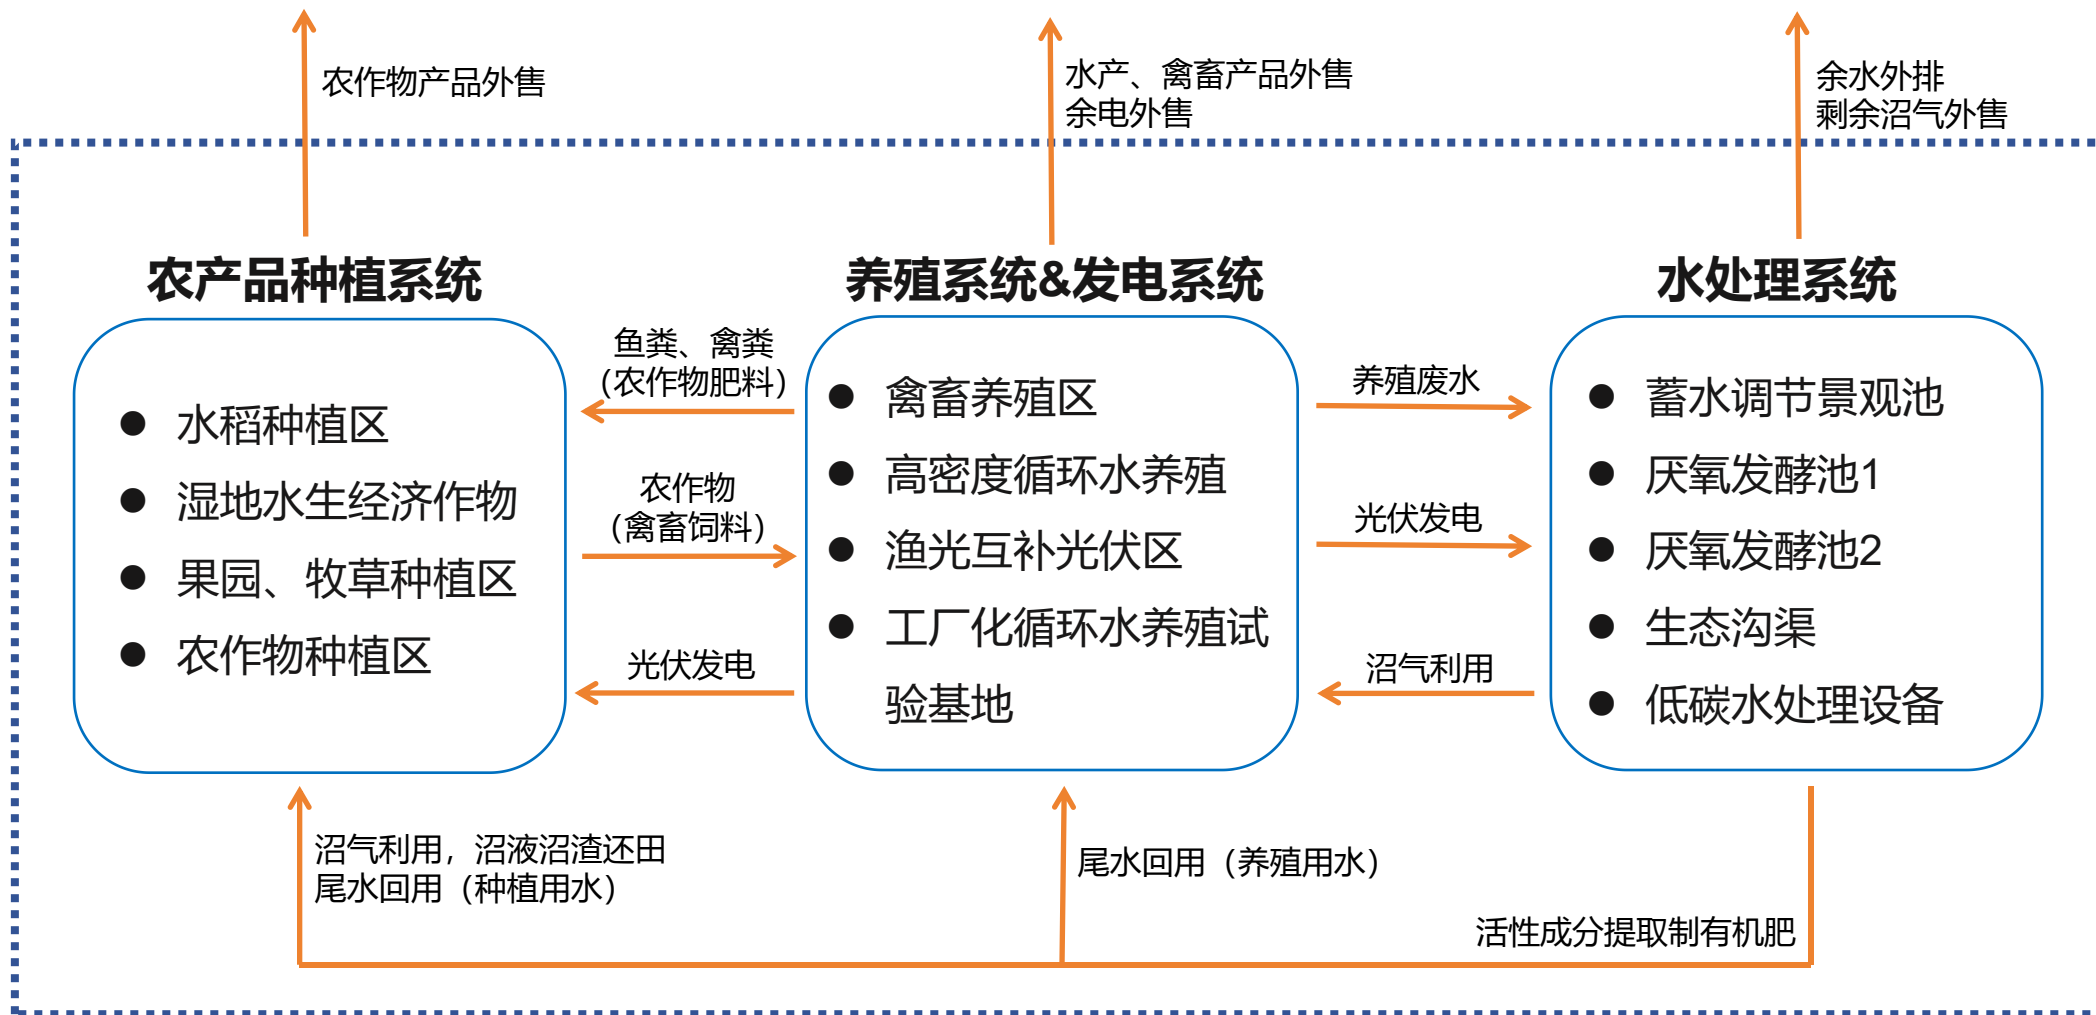 农作物产品外售
水产、禽畜产品外售
余电外售
余水外排
剩余沼气外售
农产品种植系统
养殖系统&发电系统
水处理系统
水稻种植区
湿地水生经济作物
果园、牧草种植区
农作物种植区
鱼粪、禽粪
（农作物肥料）
农作物
（禽畜饲料）
光伏发电
禽畜养殖区
高密度循环水养殖
渔光互补光伏区
工厂化循环水养殖试
验基地
养殖废水
光伏发电
沼气利用
蓄水调节景观池
厌氧发酵池1
厌氧发酵池2
生态沟渠
低碳水处理设备
沼气利用，沼液沼渣还田
尾水回用（种植用水）
尾水回用（养殖用水）
活性成分提取制有机肥